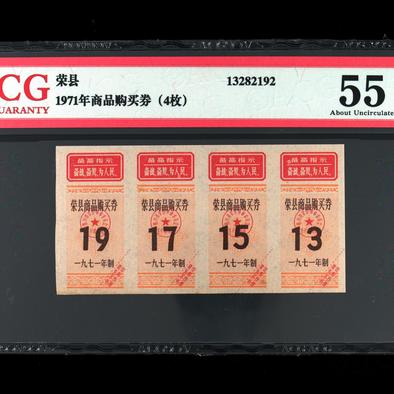 CG
UARANTY
荣县
13282192
1971年商品购买券（4枚）
55
About Uncirculate
最高指示
备战、备荒、为人民。
荣县商品购买券
19
一九七一年制
最高指示
备战、备荒、为人民。
荣县商品购买券
17
一九七一年制
最高指示
备战、备荒、为人民。
荣县商品购买券
15
一九七一年制
最高指示
备战、备荒、为人民。
荣县商品购买券
13
一九七一年制